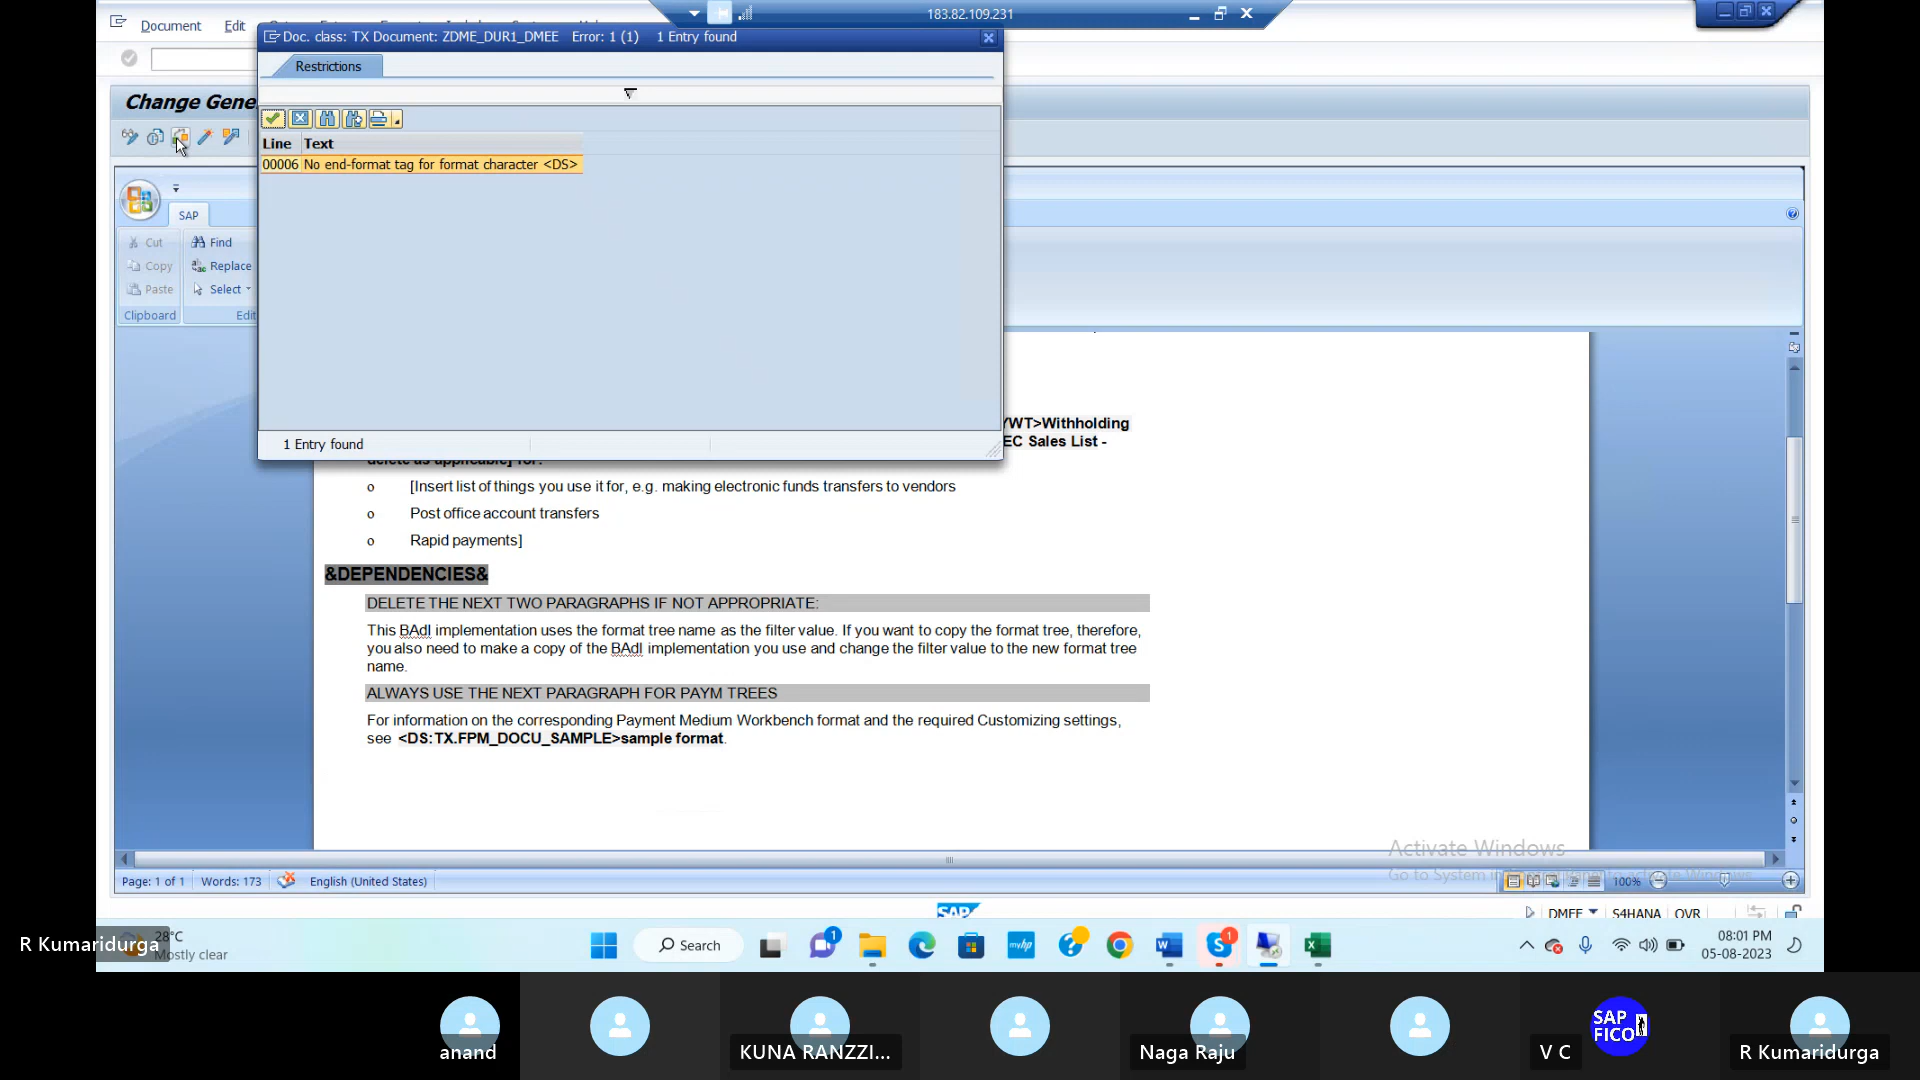 183.82.109.231
Document Edit
Doc. class: TX Document: ZDME_DUR1_DMEE Error: 1 (1) 1 Entry found
Restrictions
Change Gene
Line Text
00006 No end-format tag for format character <DS>
1 Entry found
SAP
Cut Find
Copy Replace
Paste Select
Clipboard Edit
YWT>Withholding
EC Sales List -
delete as applicable] for:
o [Insert list of things you use it for, e.g. making electronic funds transfers to vendors
o Post office account transfers
o Rapid payments]
&DEPENDENCIES&
DELETE THE NEXT TWO PARAGRAPHS IF NOT APPROPRIATE:
This BAdI implementation uses the format tree name as the filter value. If you want to copy the format tree, therefore,
you also need to make a copy of the BAdI implementation you use and change the filter value to the new format tree
name.
ALWAYS USE THE NEXT PARAGRAPH FOR PAYM TREES
For information on the corresponding Payment Medium Workbench format and the required Customizing settings,
see <DS:TX.FPM_DOCU_SAMPLE>sample format.
Activate Windows
Page: 1 of 1 Words: 173 English (United States) 100%
SAP
DMEE S4HANA OVR
R Kumaridurga
28°C
Mostly clear
Search
08:01 PM
05-08-2023
SAP
FICO
anand
KUNA RANZZI...
Naga Raju
V C
R Kumaridurga